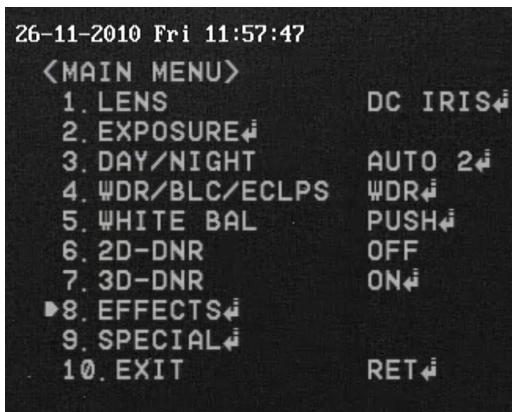 26-11-2010 Fri 11:57:47
<MAIN MENU>
1. LENS DC IRIS↲
2. EXPOSURE↲
3. DAY/NIGHT AUTO 2↲
4. WDR/BLC/ECLPS WDR↲
5. WHITE BAL PUSH↲
6. 2D-DNR OFF
7. 3D-DNR ON↲
8. EFFECTS↲
9. SPECIAL↲
10. EXIT RET↲